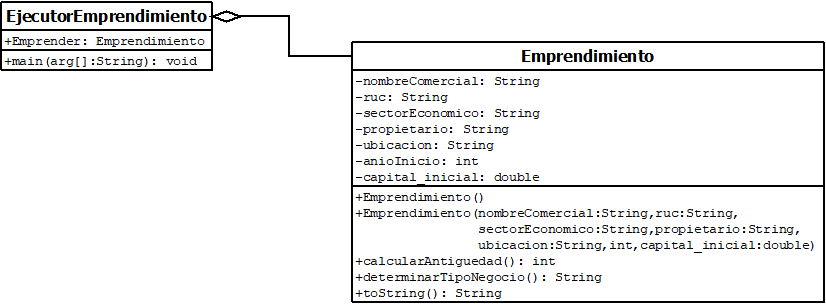 EjecutorEmprendimiento
+Emprender: Emprendimiento
+main(arg[]:String): void
Emprendimiento
-nombreComercial: String
-ruc: String
-sectorEconomico: String
-propietario: String
-ubicacion: String
-anioInicio: int
-capital_inicial: double
+Emprendimiento()
+Emprendimiento(nombreComercial:String,ruc:String,
sectorEconomico:String,propietario:String,
ubicacion:String,int,capital_inicial:double)
+calcularAntiguedad(): int
+determinarTipoNegocio(): String
+toString(): String